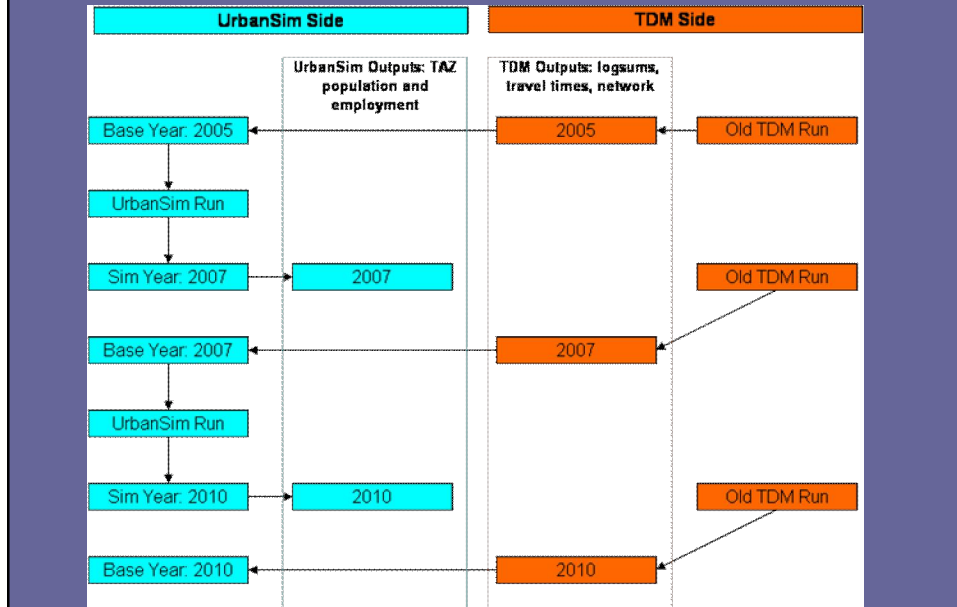 UrbanSim Side
TDM Side
UrbanSim Outputs: TAZ
population and
employment
TDM Outputs: logsums,
travel times, network
Base Year: 2005
2005
Old TDM Run
UrbanSim Run
Sim Year: 2007
2007
Old TDM Run
Base Year: 2007
2007
UrbanSim Run
Sim Year: 2010
2010
Old TDM Run
Base Year: 2010
2010